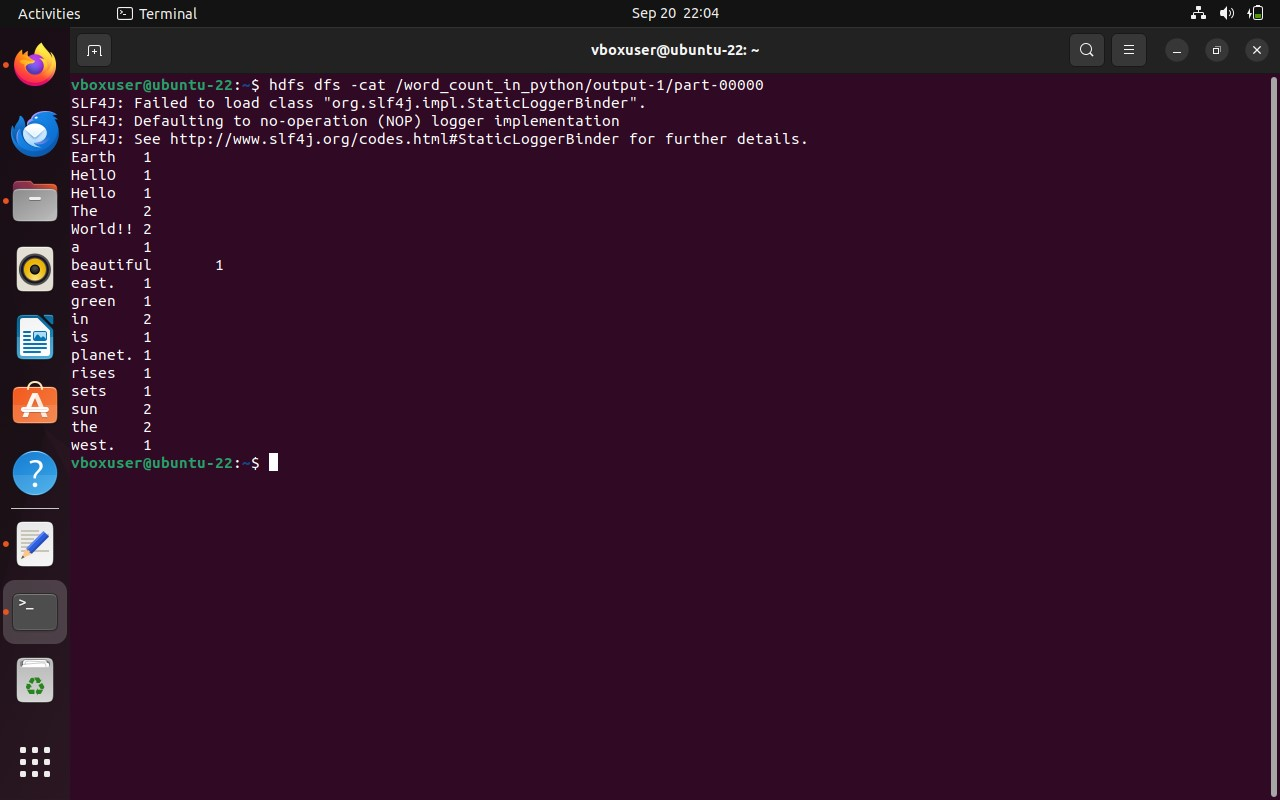 Activities Terminal Sep 20 22:04
vboxuser@ubuntu-22: ~
vboxuser@ubuntu-22:~$ hdfs dfs -cat /word_count_in_python/output-1/part-00000
SLF4J: Failed to load class "org.slf4j.impl.StaticLoggerBinder".
SLF4J: Defaulting to no-operation (NOP) logger implementation
SLF4J: See http://www.slf4j.org/codes.html#StaticLoggerBinder for further details.
Earth 1
HellO 1
Hello 1
The 2
World!! 2
a 1
beautiful 1
east. 1
green 1
in 2
is 1
planet. 1
rises 1
sets 1
sun 2
the 2
west. 1
vboxuser@ubuntu-22:~$